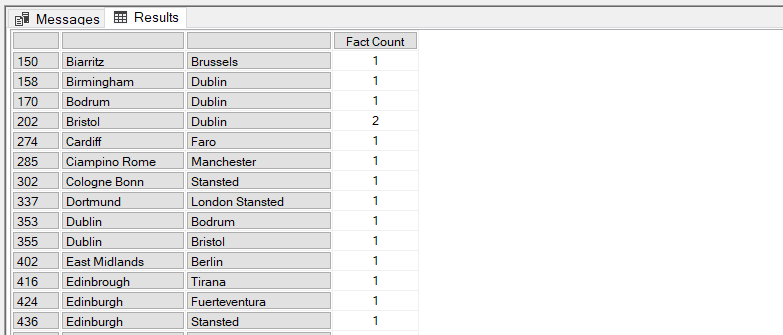 Messages Results
Fact Count
150 Biarritz Brussels 1
158 Birmingham Dublin 1
170 Bodrum Dublin 1
202 Bristol Dublin 2
274 Cardiff Faro 1
285 Ciampino Rome Manchester 1
302 Cologne Bonn Stansted 1
337 Dortmund London Stansted 1
353 Dublin Bodrum 1
355 Dublin Bristol 1
402 East Midlands Berlin 1
416 Edinbrough Tirana 1
424 Edinburgh Fuerteventura 1
436 Edinburgh Stansted 1